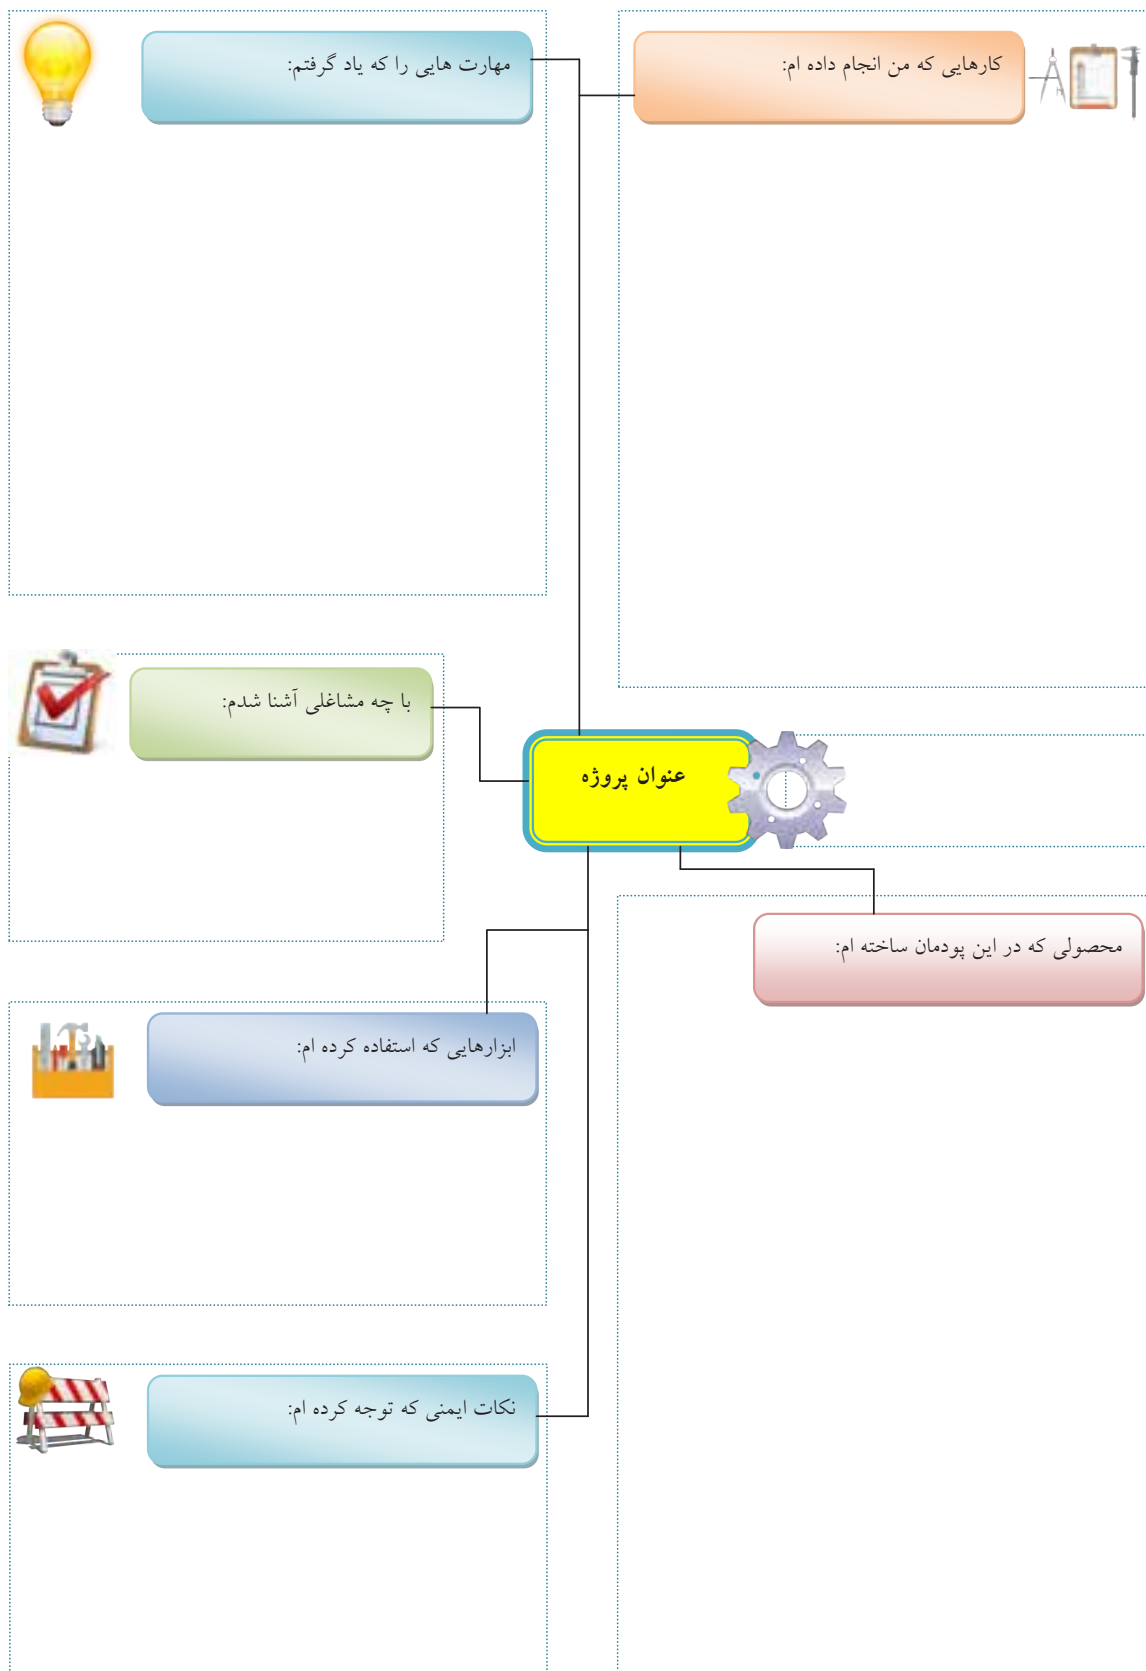 کارهایی که من انجام داده ام:
مهارت هایی را که یاد گرفتم:
با چه مشاغلی آشنا شدم:
عنوان پروژه
محصولی که در این پودمان ساخته ام:
ابزارهایی که استفاده کرده ام:
نکات ایمنی که توجه کرده ام: